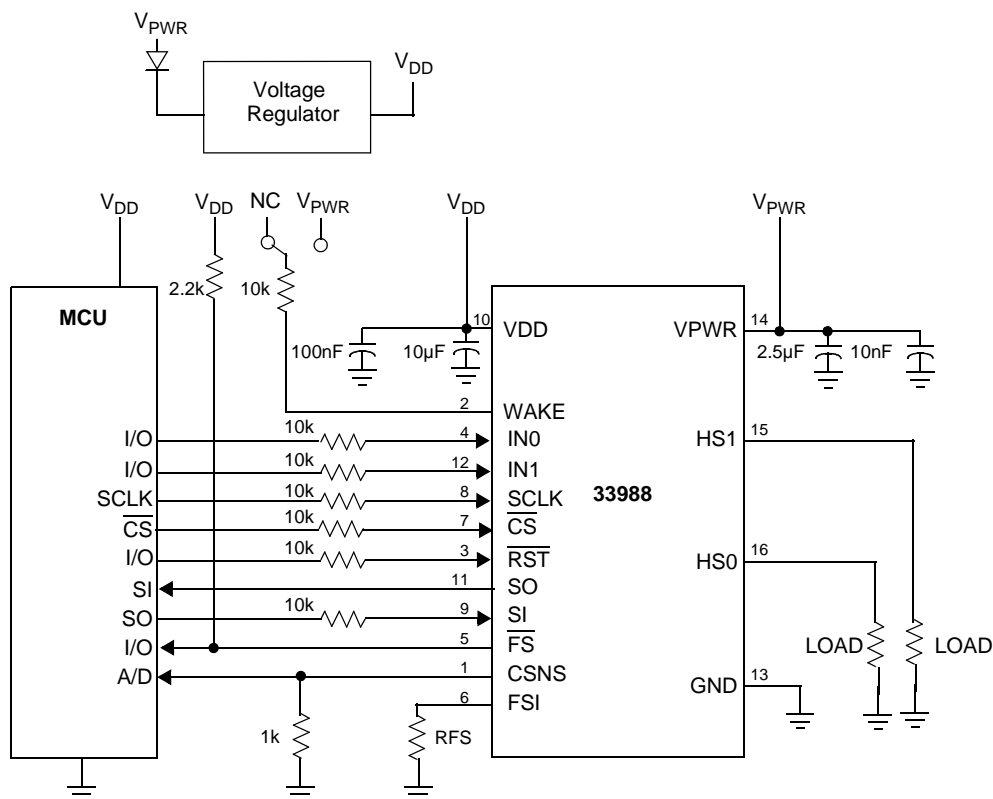 VPWR
Voltage
Regulator
VDD
VDD
VDD
NC
VPWR
VDD
VPWR
2.2k
10k
MCU
100nF
10µF
10
VDD
VPWR
14
2.5µF
10nF
2
WAKE
I/O
10k
4
IN0
HS1
15
I/O
10k
12
IN1
SCLK
10k
8
SCLK
33988
CS
10k
7
CS
I/O
10k
3
RST
HS0
16
SI
11
SO
SO
10k
9
SI
I/O
5
FS
LOAD
LOAD
A/D
1
CSNS
GND
13
6
FSI
1k
RFS